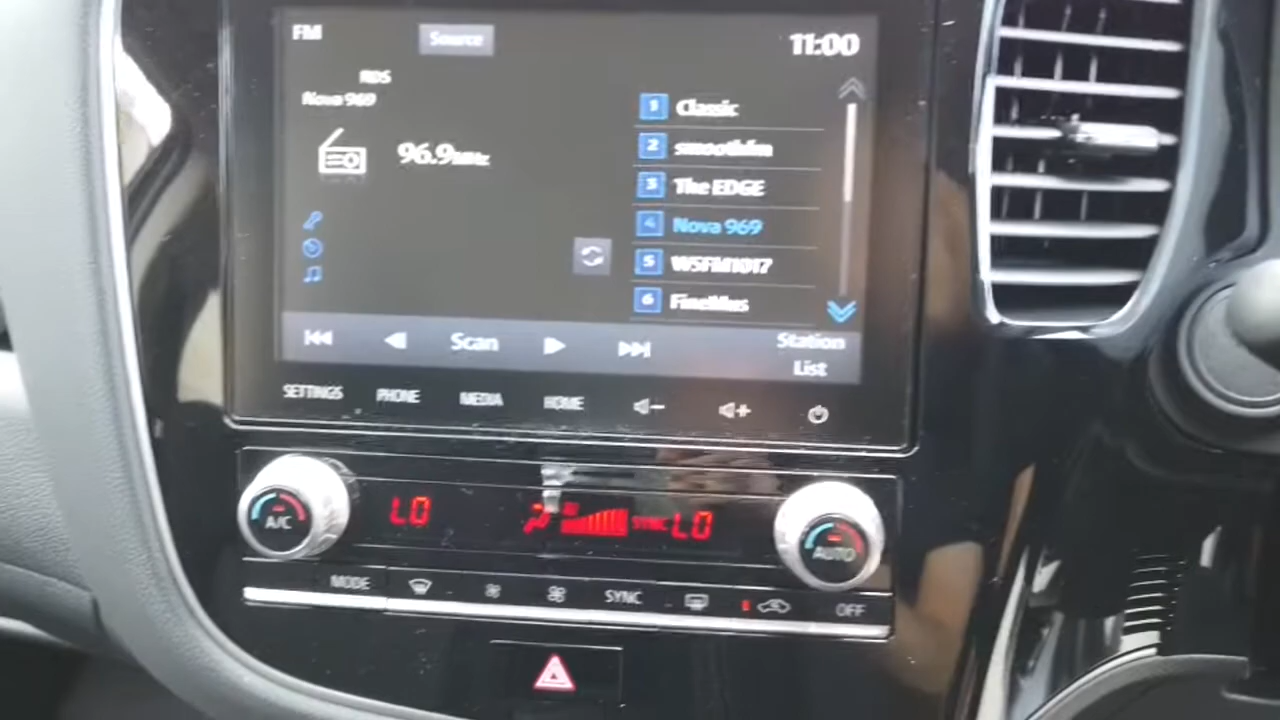 FM
Source
11:00
RDS
Nova 969
96.9MHz
1 Classic
2 smoothfm
3 The EDGE
4 Nova 969
5 WSFM1017
6 FineMus
Scan
Station
List
SETTINGS
PHONE
MEDIA
HOME
A/C
LO
SYNC
LO
AUTO
MODE
SYNC
OFF